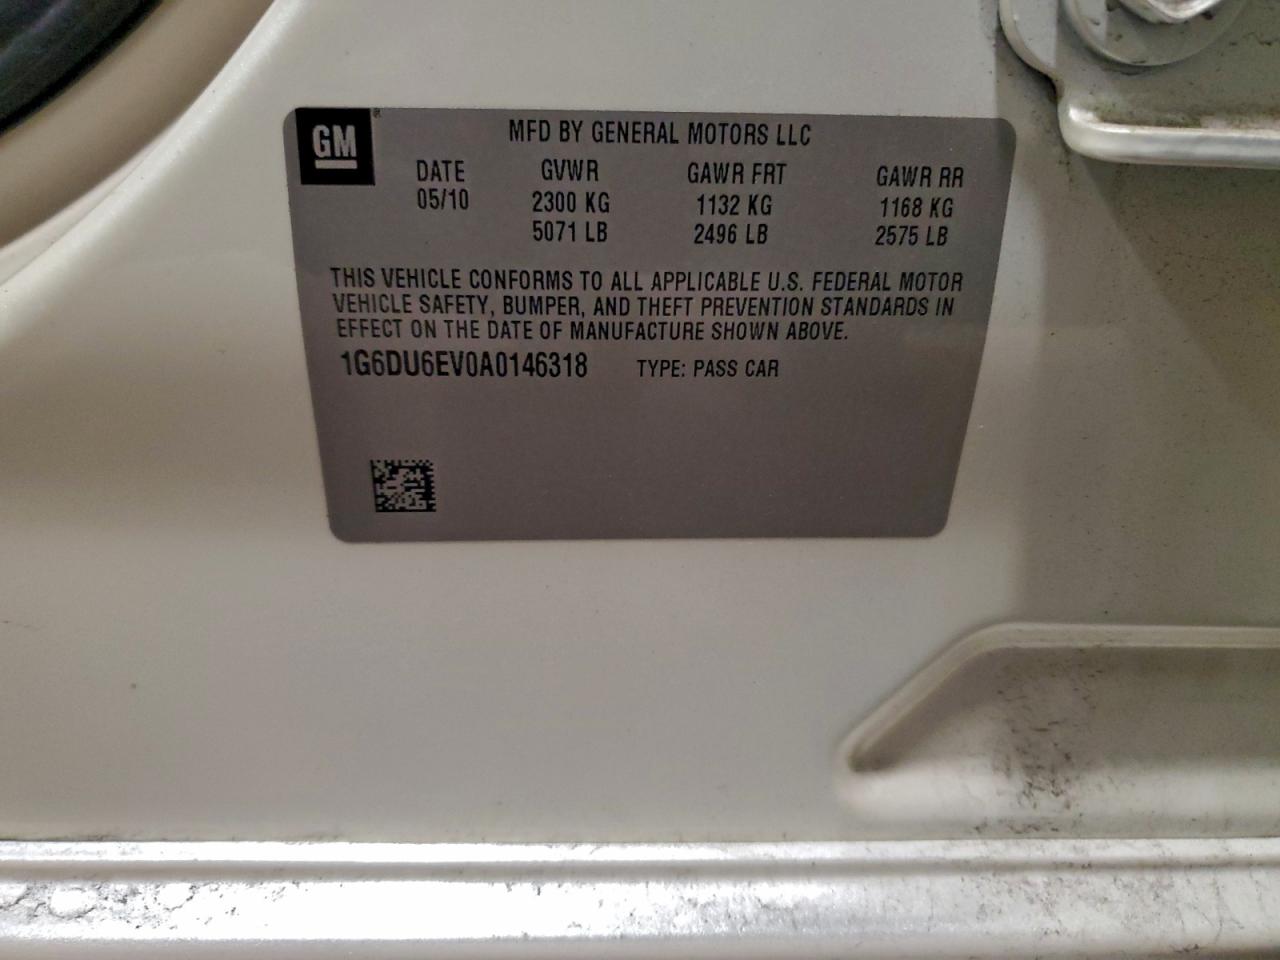 GM®
MFD BY GENERAL MOTORS LLC
DATE GVWR GAWR FRT GAWR RR
05/10 2300 KG 1132 KG 1168 KG
5071 LB 2496 LB 2575 LB
THIS VEHICLE CONFORMS TO ALL APPLICABLE U.S. FEDERAL MOTOR
VEHICLE SAFETY, BUMPER, AND THEFT PREVENTION STANDARDS IN
EFFECT ON THE DATE OF MANUFACTURE SHOWN ABOVE.
1G6DU6EV0A0146318 TYPE: PASS CAR